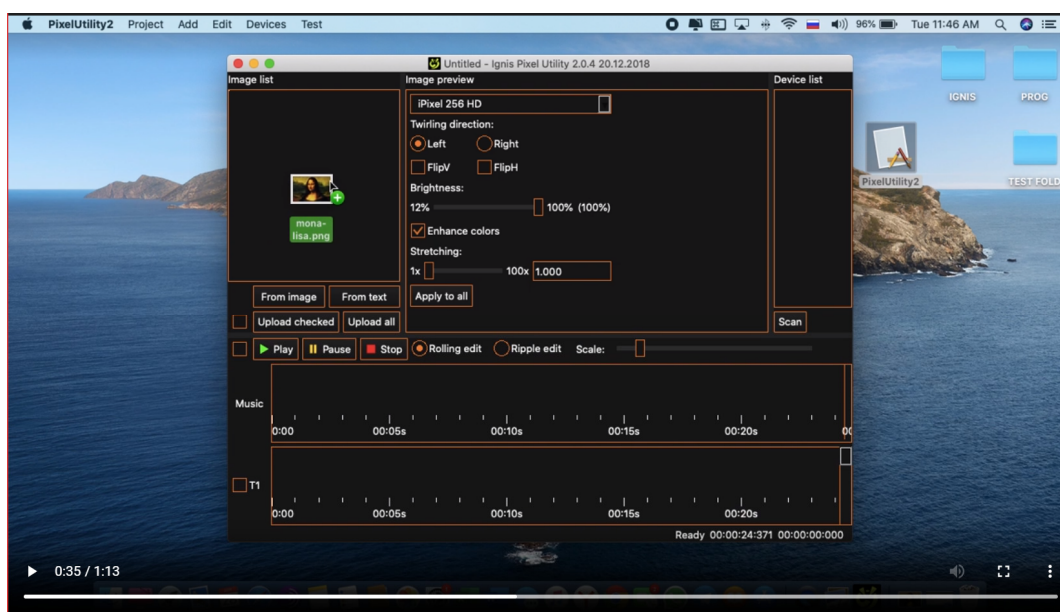 PixelUtility2 Project Add Edit Devices Test 96% Tue 11:46 AM
Untitled - Ignis Pixel Utility 2.0.4 20.12.2018
Image list Image preview Device list
iPixel 256 HD
Twirling direction:
Left Right
FlipV FlipH
Brightness:
12% 100% (100%)
Enhance colors
Stretching:
1x 100x 1.000
Apply to all
mona-
lisa.png
From image From text
Upload checked Upload all
Scan
Play Pause Stop Rolling edit Ripple edit Scale:
Music
0:00 00:05s 00:10s 00:15s 00:20s
T1
0:00 00:05s 00:10s 00:15s 00:20s
Ready 00:00:24:371 00:00:00:000
IGNIS PROG
PixelUtility2
TEST FOLD
0:35 / 1:13